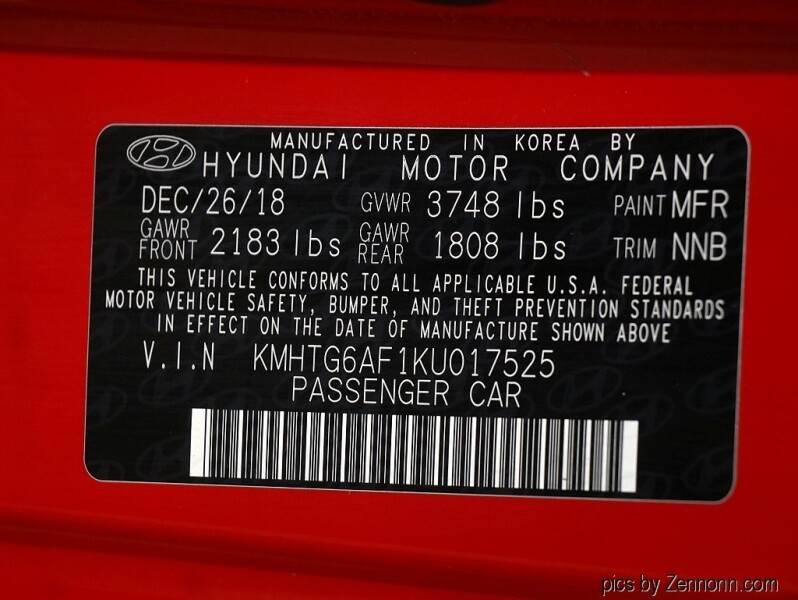 MANUFACTURED IN KOREA BY
HYUNDAI MOTOR COMPANY
DEC/26/18 GVWR 3748 lbs PAINT MFR
GAWR FRONT 2183 lbs GAWR REAR 1808 lbs TRIM NNB
THIS VEHICLE CONFORMS TO ALL APPLICABLE U.S.A. FEDERAL
MOTOR VEHICLE SAFETY, BUMPER, AND THEFT PREVENTION STANDARDS
IN EFFECT ON THE DATE OF MANUFACTURE SHOWN ABOVE
V.I.N KMHTG6AF1KU017525
PASSENGER CAR
pics by Zennonn.com